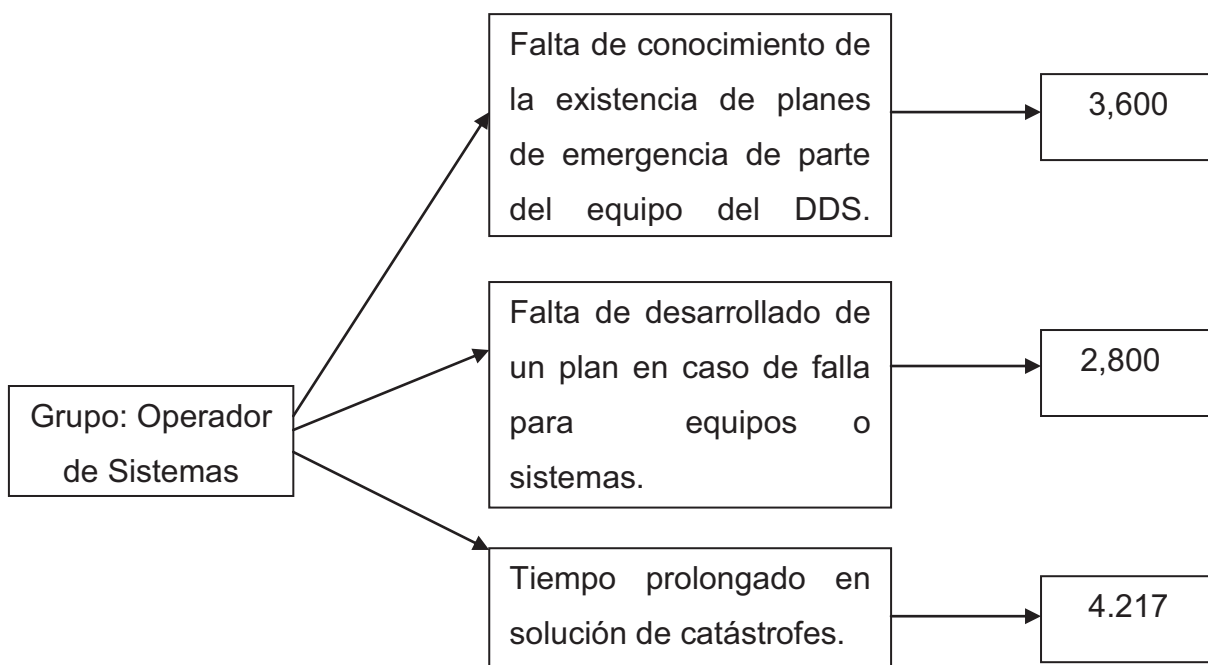 Falta de conocimiento de
la existencia de planes
de emergencia de parte
del equipo del DDS.
3,600
Falta de desarrollado de
un plan en caso de falla
para equipos o
sistemas.
2,800
Grupo: Operador
de Sistemas
Tiempo prolongado en
solución de catástrofes.
4.217